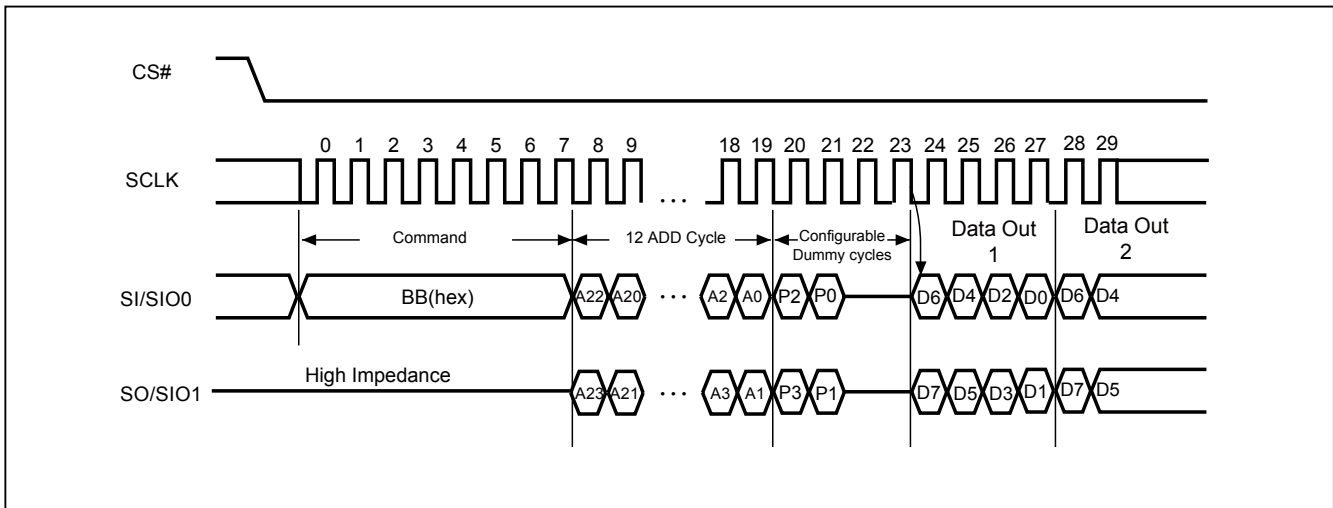 CS#
0 1 2 3 4 5 6 7 8 9 18 19 20 21 22 23 24 25 26 27 28 29
SCLK
...
Command
12 ADD Cycle
Configurable
Dummy cycles
Data Out
1
Data Out
2
SI/SIO0
BB(hex)
A22 A20 ... A2 A0 P2 P0 D6 D4 D2 D0 D6 D4
High Impedance
SO/SIO1
A23 A21 ... A3 A1 P3 P1 D7 D5 D3 D1 D7 D5